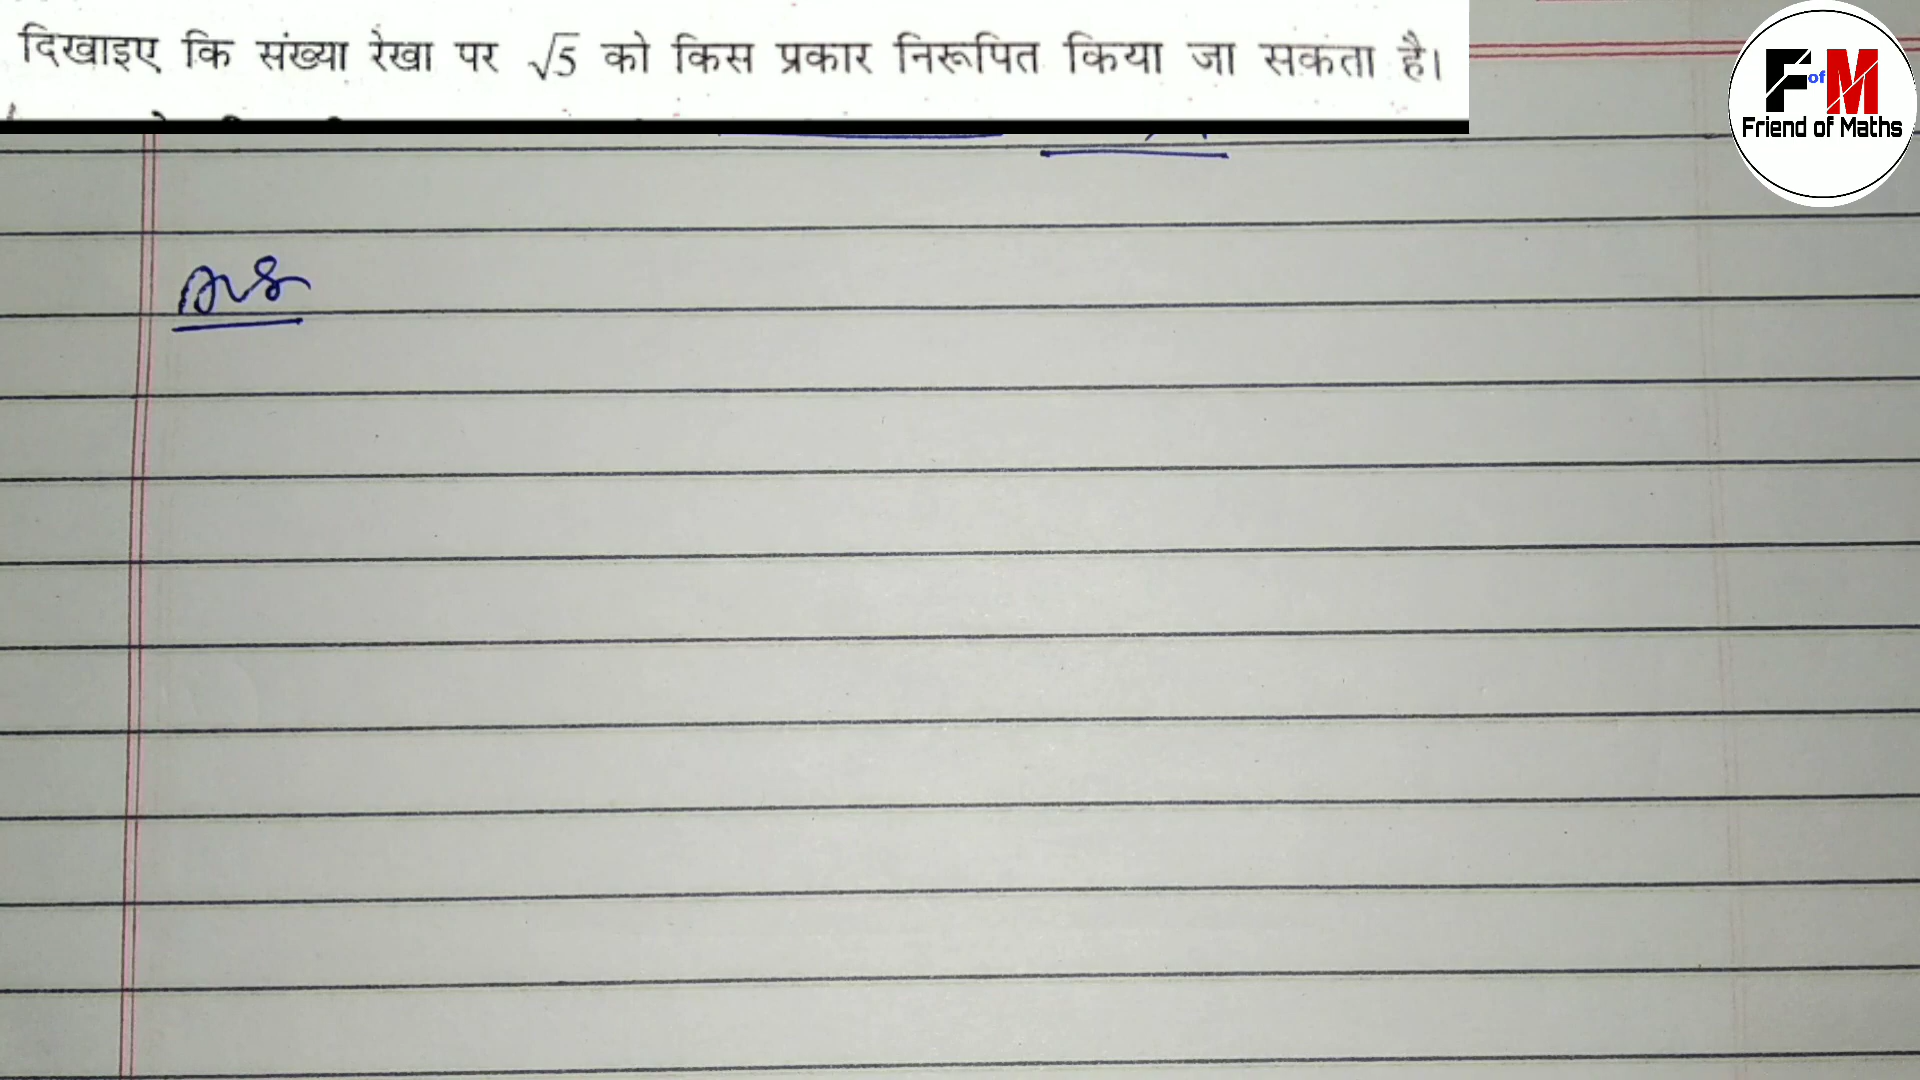 दिखाइए कि संख्या रेखा पर √5 को किस प्रकार निरूपित किया जा सकता है।
F of M
Friend of Maths
Ans